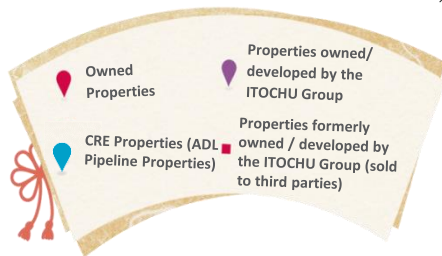 Owned
Properties
Properties owned/
developed by the
ITOCHU Group
CRE Properties (ADL
Pipeline Properties)
Properties formerly
owned / developed by
the ITOCHU Group (sold
to third parties)